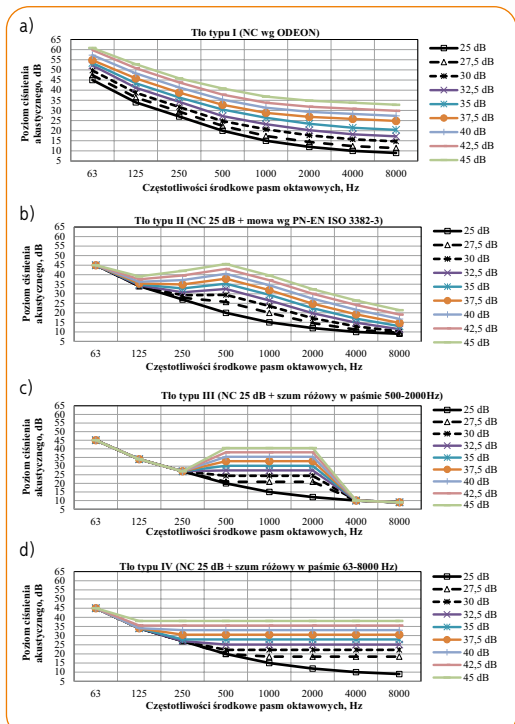 a)
Tło typu I (NC wg ODEON)
Poziom ciśnienia
akustycznego, dB
65
60
55
50
45
40
35
30
25
20
15
10
5
63 125 250 500 1000 2000 4000 8000
Częstotliwości środkowe pasm oktawowych, Hz
25 dB
27,5 dB
30 dB
32,5 dB
35 dB
37,5 dB
40 dB
42,5 dB
45 dB
b)
Tło typu II (NC 25 dB + mowa wg PN-EN ISO 3382-3)
Poziom ciśnienia
akustycznego, dB
65
60
55
50
45
40
35
30
25
20
15
10
5
63 125 250 500 1000 2000 4000 8000
Częstotliwości środkowe pasm oktawowych, Hz
25 dB
27,5 dB
30 dB
32,5 dB
35 dB
37,5 dB
40 dB
42,5 dB
45 dB
c)
Tło typu III (NC 25 dB + szum różowy w paśmie 500-2000Hz)
Poziom ciśnienia
akustycznego, dB
65
60
55
50
45
40
35
30
25
20
15
10
5
63 125 250 500 1000 2000 4000 8000
Częstotliwości środkowe pasm oktawowych, Hz
25 dB
27,5 dB
30 dB
32,5 dB
35 dB
37,5 dB
40 dB
42,5 dB
45 dB
d)
Tło typu IV (NC 25 dB + szum różowy w paśmie 63-8000 Hz)
Poziom ciśnienia
akustycznego, dB
65
60
55
50
45
40
35
30
25
20
15
10
5
63 125 250 500 1000 2000 4000 8000
Częstotliwości środkowe pasm oktawowych, Hz
25 dB
27,5 dB
30 dB
32,5 dB
35 dB
37,5 dB
40 dB
42,5 dB
45 dB